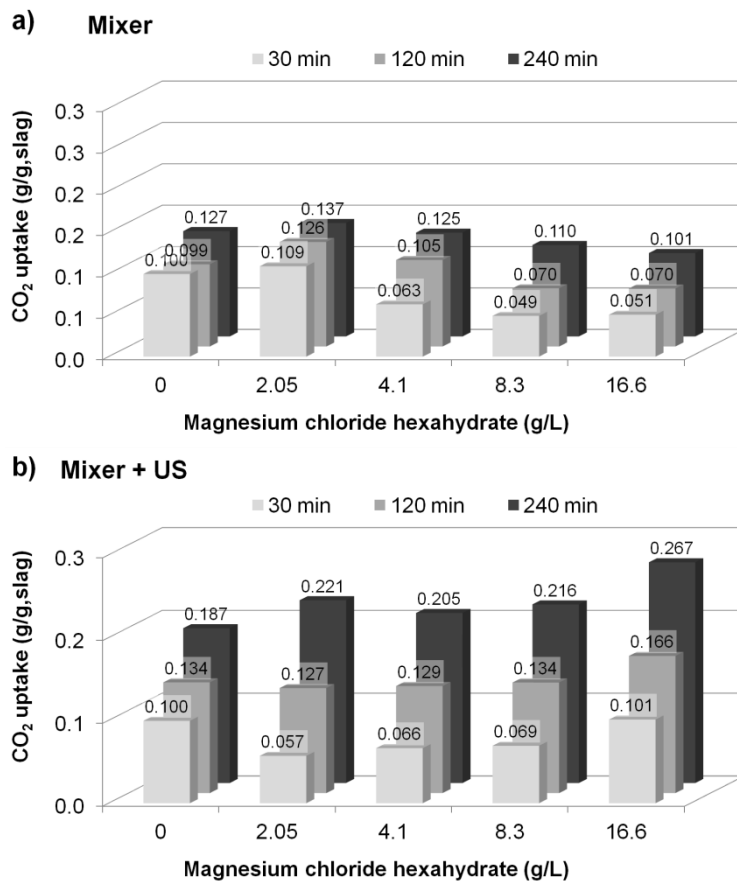 a) Mixer
30 min 120 min 240 min
CO₂ uptake (g/g,slag)
0.3
0.3
0.2
0.2
0.1
0.1
0.0
0.127 0.137 0.125 0.110 0.101
0.099 0.126 0.105 0.070 0.070
0.100 0.109 0.063 0.049 0.051
0 2.05 4.1 8.3 16.6
Magnesium chloride hexahydrate (g/L)
b) Mixer + US
30 min 120 min 240 min
CO₂ uptake (g/g,slag)
0.3
0.2
0.1
0.0
0.187 0.221 0.205 0.216 0.267
0.134 0.127 0.129 0.134 0.166
0.100 0.057 0.066 0.069 0.101
0 2.05 4.1 8.3 16.6
Magnesium chloride hexahydrate (g/L)